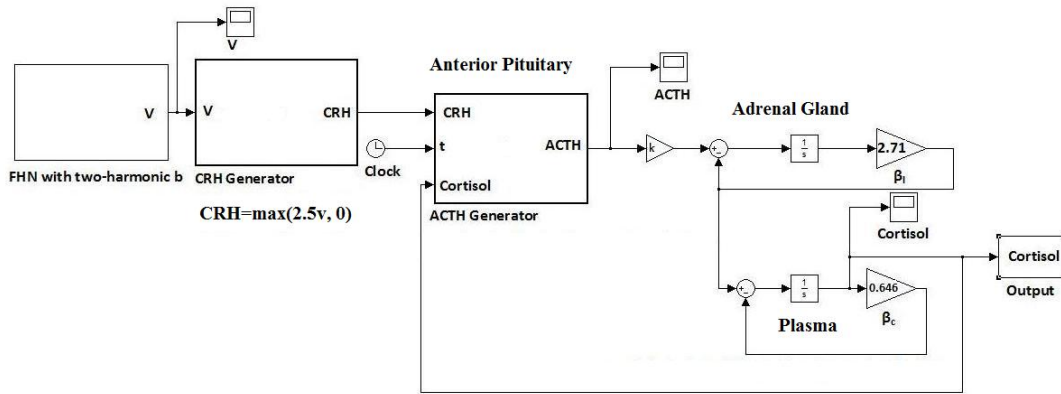 V
V
V
FHN with two-harmonic b
CRH
CRH Generator
CRH=max(2.5v, 0)
Clock
Anterior Pituitary
CRH
t
Cortisol
ACTH
ACTH Generator
ACTH
k
Adrenal Gland
+
-
1
s
2.71
βl
Cortisol
+
-
1
s
0.646
βc
Plasma
Cortisol
Output